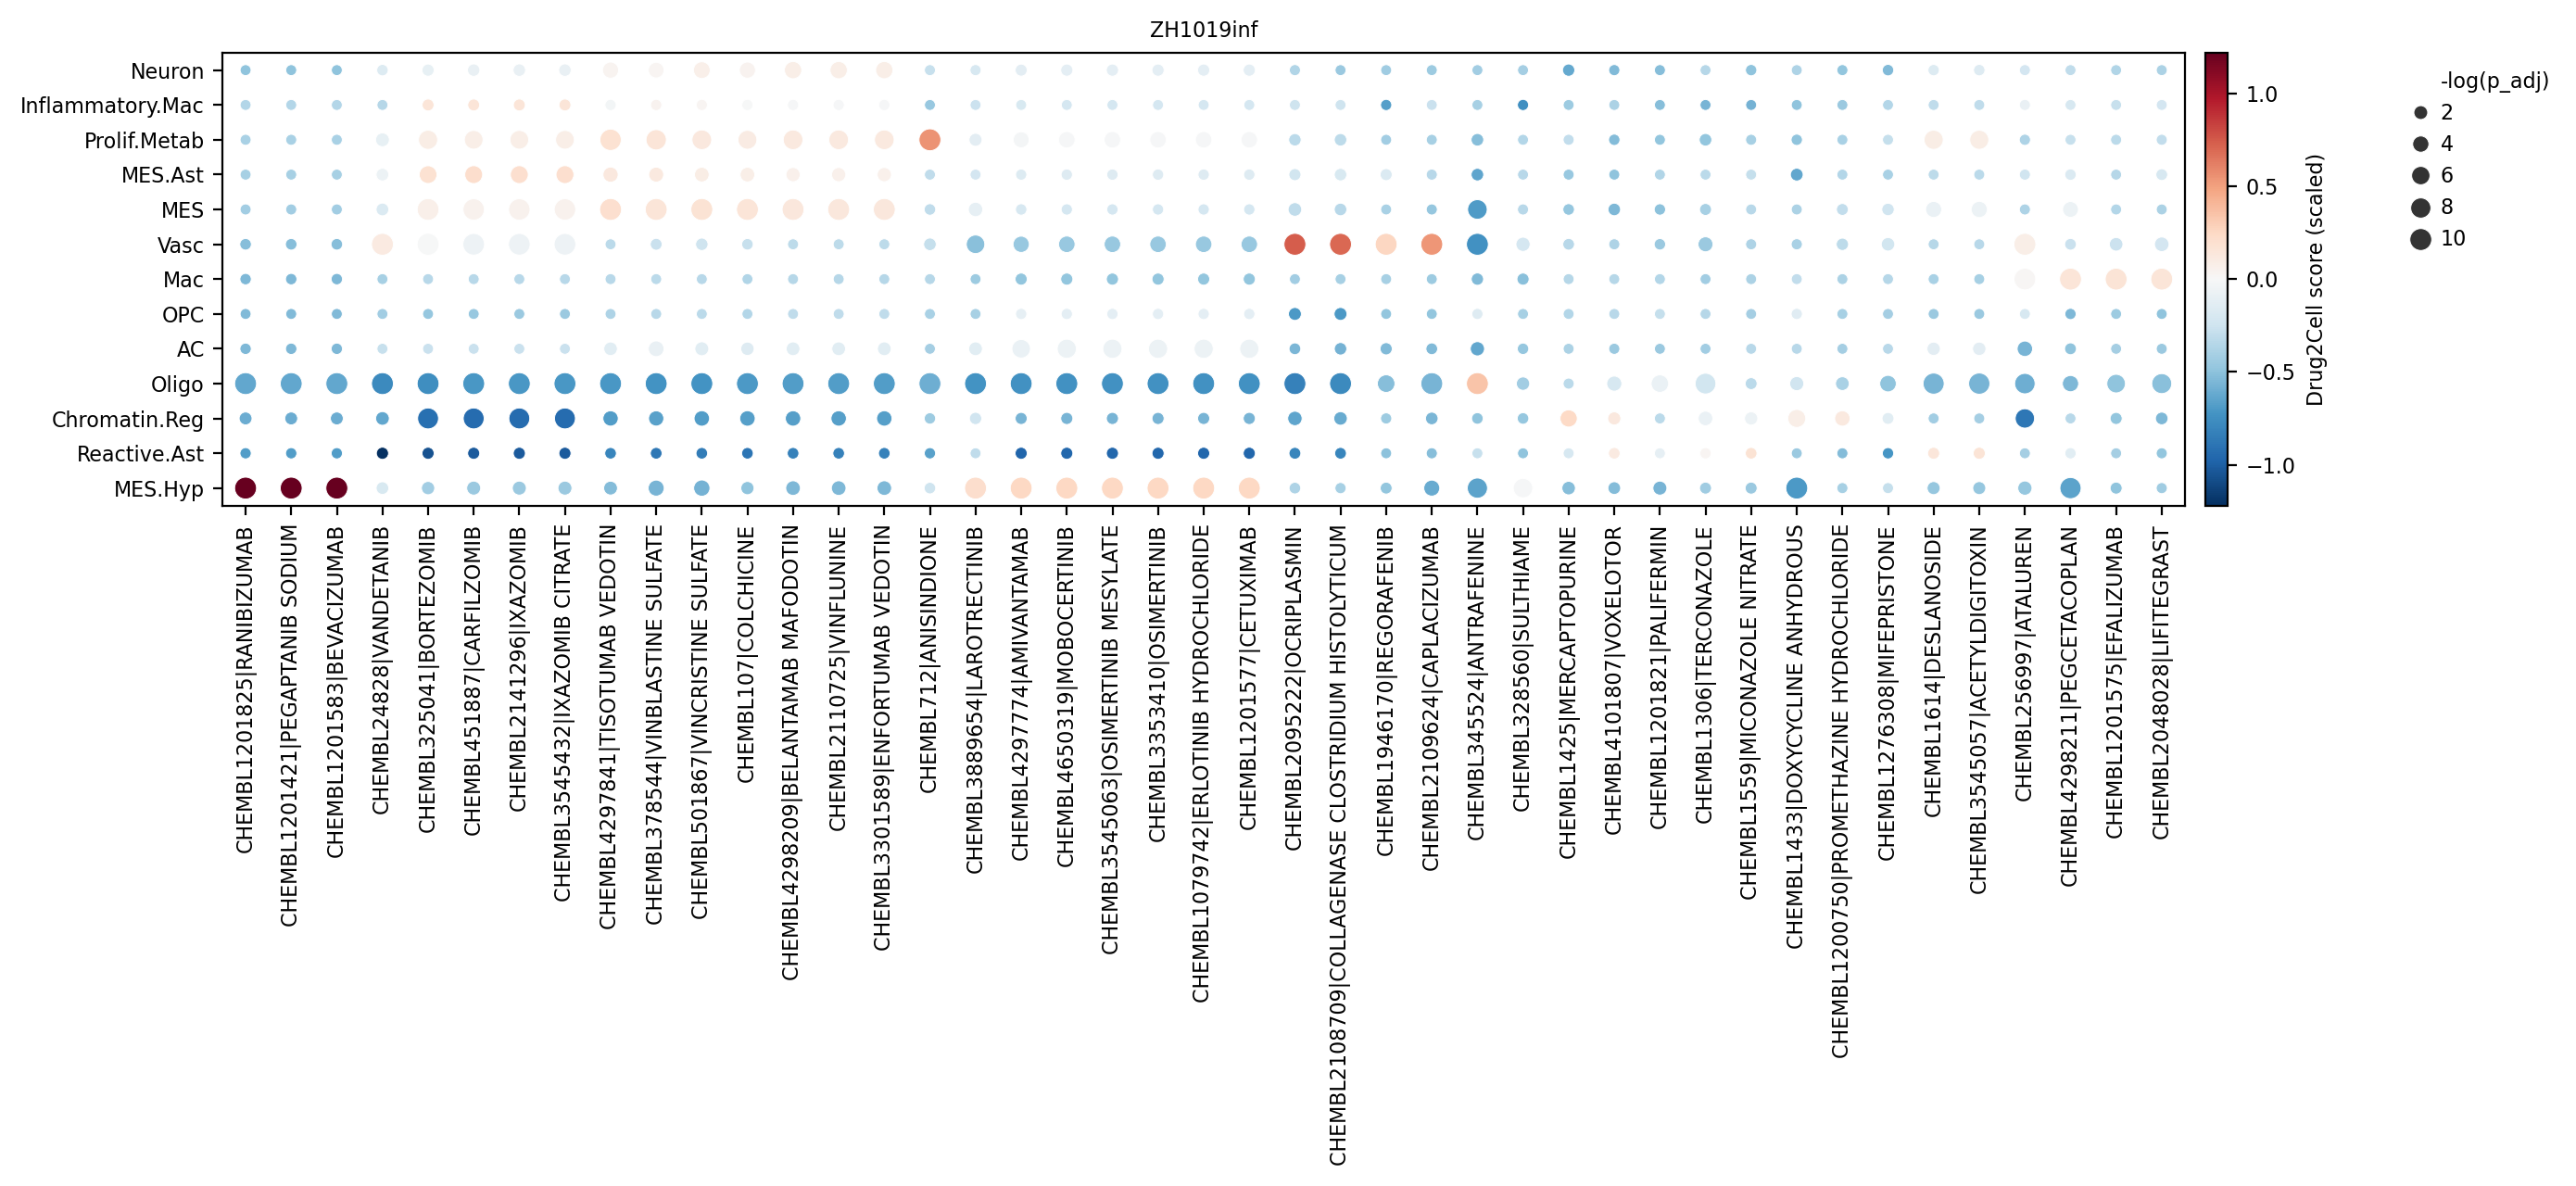 ZH1019inf
Neuron
Inflammatory.Mac
Prolif.Metab
MES.Ast
MES
Vasc
Mac
OPC
AC
Oligo
Chromatin.Reg
Reactive.Ast
MES.Hyp
CHEMBL1201825|RANIBIZUMAB
CHEMBL1201421|PEGAPTANIB SODIUM
CHEMBL1201583|BEVACIZUMAB
CHEMBL24828|VANDETANIB
CHEMBL325041|BORTEZOMIB
CHEMBL451887|CARFILZOMIB
CHEMBL2141296|IXAZOMIB
CHEMBL3545432|IXAZOMIB CITRATE
CHEMBL4297841|TISOTUMAB VEDOTIN
CHEMBL378544|VINBLASTINE SULFATE
CHEMBL501867|VINCRISTINE SULFATE
CHEMBL107|COLCHICINE
CHEMBL4298209|BELANTAMAB MAFODOTIN
CHEMBL2110725|VINFLUNINE
CHEMBL3301589|ENFORTUMAB VEDOTIN
CHEMBL712|ANISINDIONE
CHEMBL3889654|LAROTRECTINIB
CHEMBL4297774|AMIVANTAMAB
CHEMBL4650319|MOBOCERTINIB
CHEMBL3545063|OSIMERTINIB MESYLATE
CHEMBL3353410|OSIMERTINIB
CHEMBL1079742|ERLOTINIB HYDROCHLORIDE
CHEMBL1201577|CETUXIMAB
CHEMBL2095222|OCRIPLASMIN
CHEMBL2108709|COLLAGENASE CLOSTRIDIUM HISTOLYTICUM
CHEMBL1946170|REGORAFENIB
CHEMBL2109624|CAPLACIZUMAB
CHEMBL345524|ANTRAFENINE
CHEMBL328560|SULTHIAME
CHEMBL1425|MERCAPTOPURINE
CHEMBL4101807|VOXELOTOR
CHEMBL1201821|PALIFERMIN
CHEMBL1306|TERCONAZOLE
CHEMBL1559|MICONAZOLE NITRATE
CHEMBL1433|DOXYCYCLINE ANHYDROUS
CHEMBL1200750|PROMETHAZINE HYDROCHLORIDE
CHEMBL1276308|MIFEPRISTONE
CHEMBL1614|DESLANOSIDE
CHEMBL3545057|ACETYLDIGITOXIN
CHEMBL256997|ATALUREN
CHEMBL4298211|PEGCETACOPLAN
CHEMBL1201575|EFALIZUMAB
CHEMBL2048028|LIFITEGRAST
1.0
0.5
0.0
−0.5
−1.0
Drug2Cell score (scaled)
-log(p_adj)
2
4
6
8
10